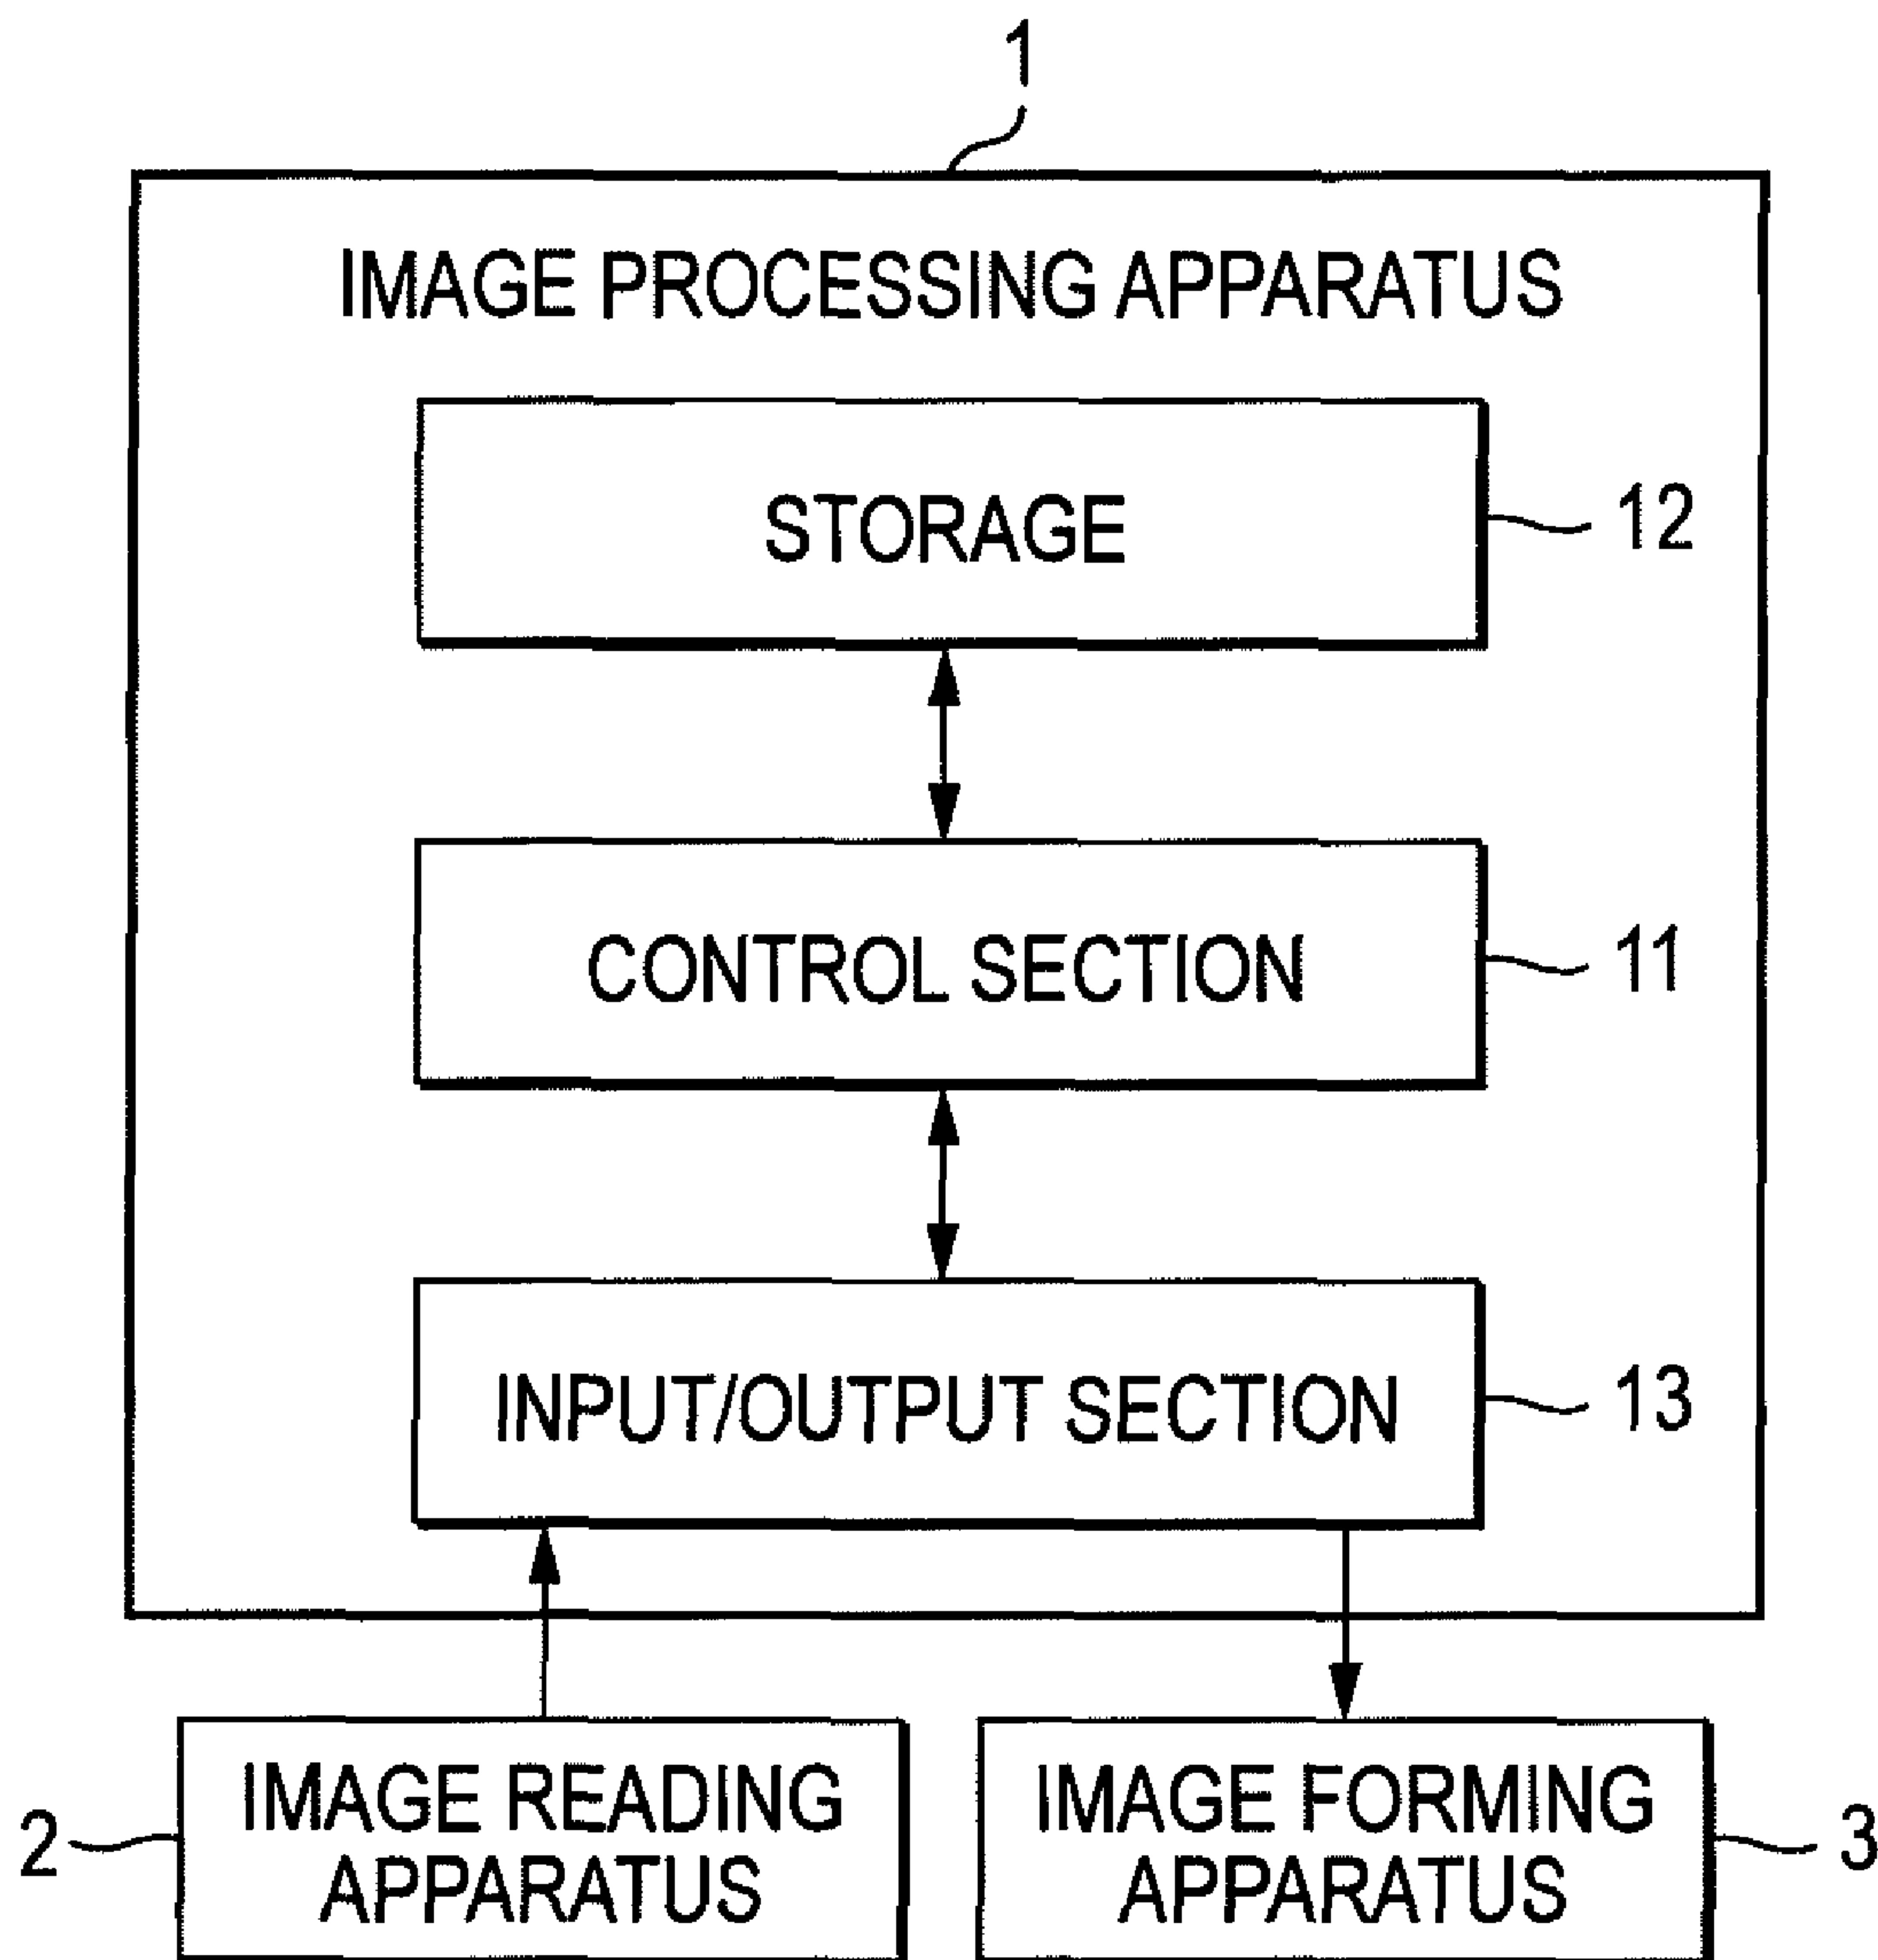 1
IMAGE PROCESSING APPARATUS
STORAGE
12
CONTROL SECTION
11
INPUT/OUTPUT SECTION
13
2
IMAGE READING
APPARATUS
IMAGE FORMING
APPARATUS
3